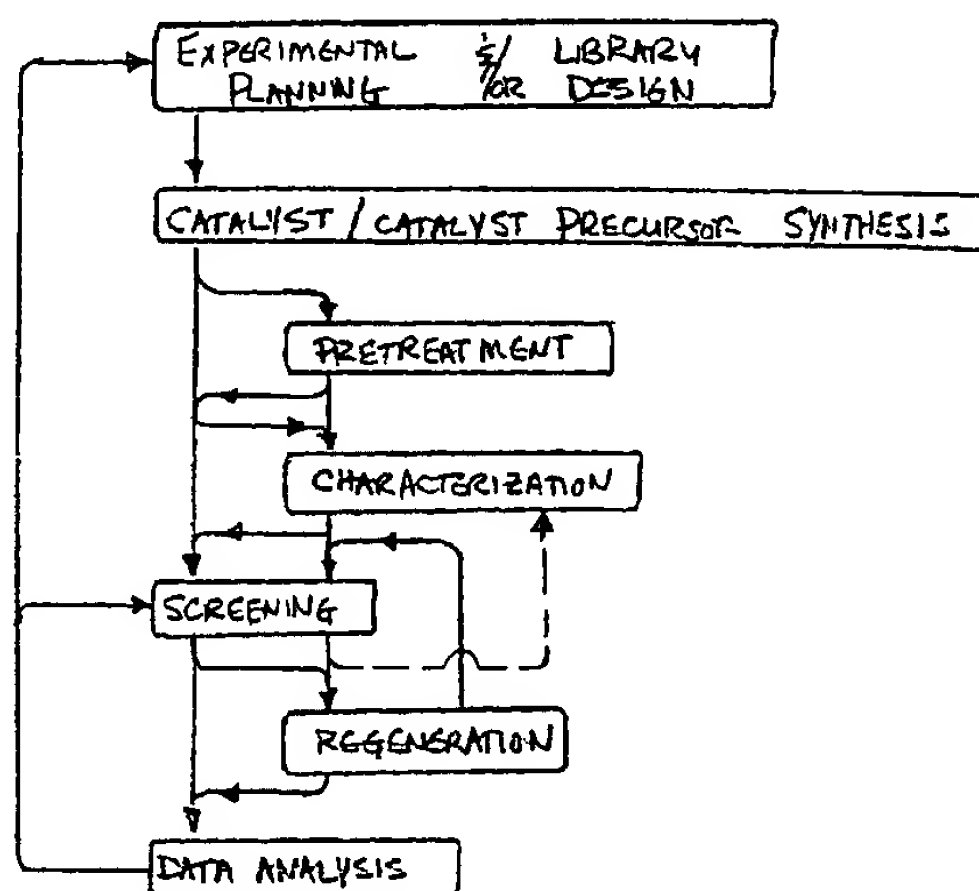 EXPERIMENTAL &/OR LIBRARY
PLANNING DESIGN
CATALYST / CATALYST PRECURSOR SYNTHESIS
PRETREATMENT
CHARACTERIZATION
SCREENING
REGENERATION
DATA ANALYSIS